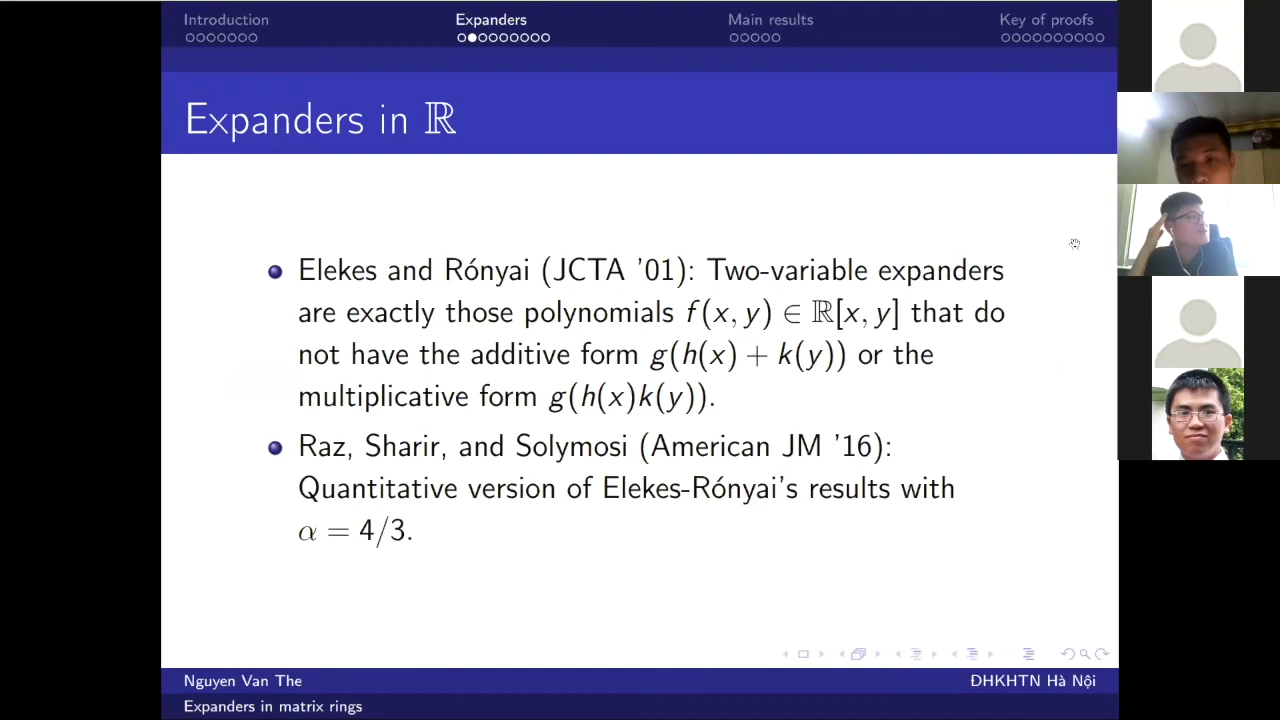 Introduction Expanders Main results Key of proofs
Expanders in ℝ
Elekes and Rónyai (JCTA '01): Two-variable expanders
are exactly those polynomials f(x, y) ∈ ℝ[x, y] that do
not have the additive form g(h(x) + k(y)) or the
multiplicative form g(h(x)k(y)).
Raz, Sharir, and Solymosi (American JM '16):
Quantitative version of Elekes-Rónyai's results with
α = 4/3.
Nguyen Van The ĐHKHTN Hà Nội
Expanders in matrix rings